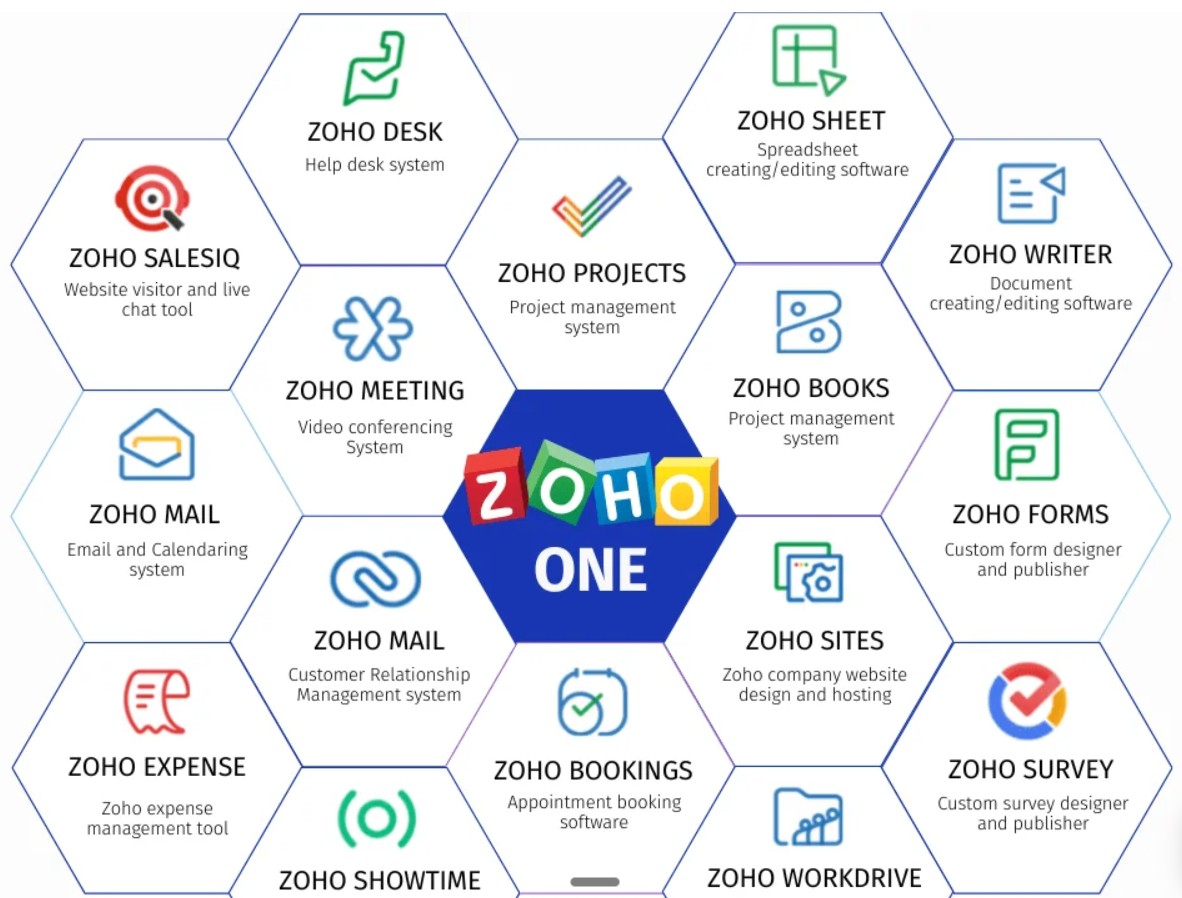 ZOHO DESK
Help desk system
ZOHO SHEET
Spreadsheet
creating/editing software
ZOHO SALESIQ
Website visitor and live
chat tool
ZOHO PROJECTS
Project management
system
ZOHO WRITER
Document
creating/editing software
ZOHO MEETING
Video conferencing
System
ZOHO BOOKS
Project management
system
ZOHO
ONE
ZOHO MAIL
Email and Calendaring
system
ZOHO FORMS
Custom form designer
and publisher
ZOHO MAIL
Customer Relationship
Management system
ZOHO SITES
Zoho company website
design and hosting
ZOHO EXPENSE
Zoho expense
management tool
ZOHO BOOKINGS
Appointment booking
software
ZOHO SURVEY
Custom survey designer
and publisher
ZOHO SHOWTIME
ZOHO WORKDRIVE